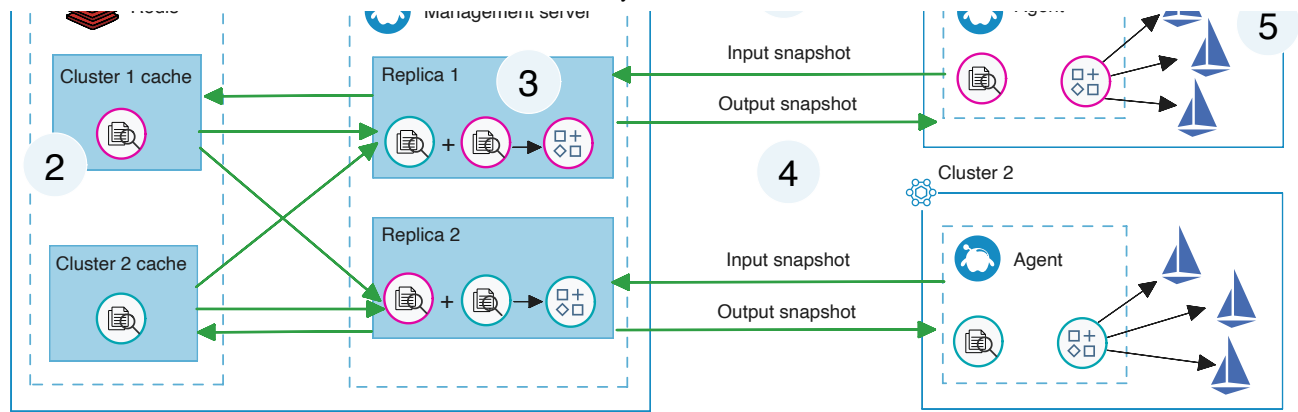 Redis
Management server
Agent
5
Cluster 1 cache
Replica 1
3
Input snapshot
Output snapshot
2
4
Cluster 2
Cluster 2 cache
Replica 2
Input snapshot
Agent
Output snapshot